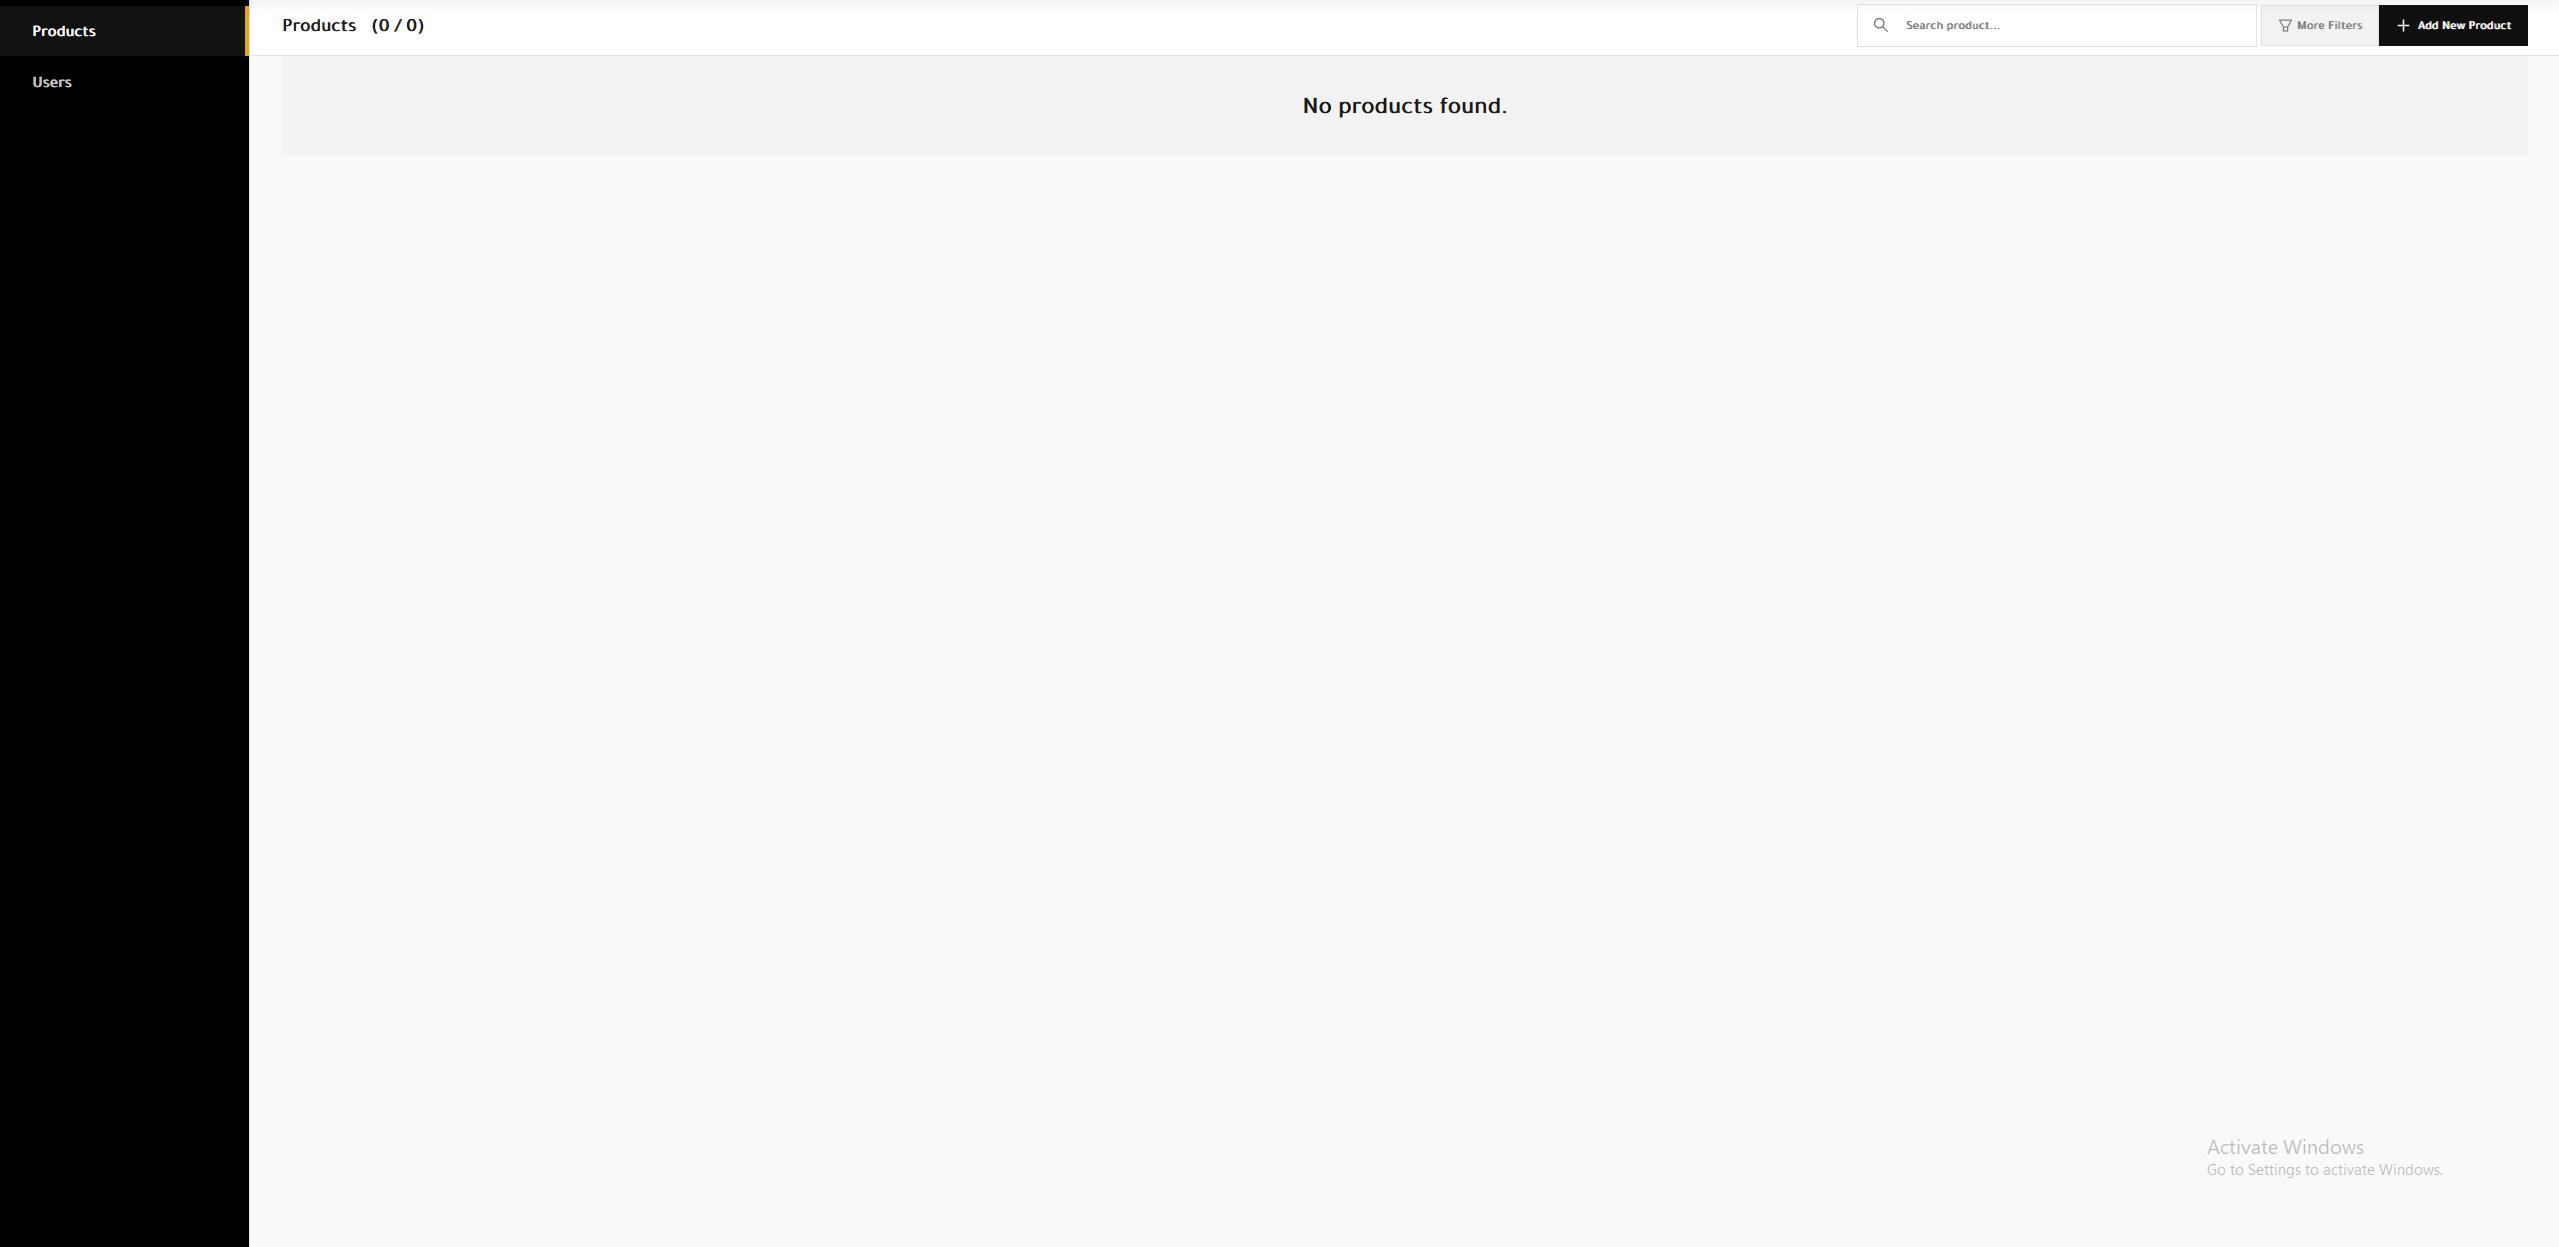 Products
Users
Products (0 / 0)
Search product...
More Filters
Add New Product
No products found.
Activate Windows
Go to Settings to activate Windows.